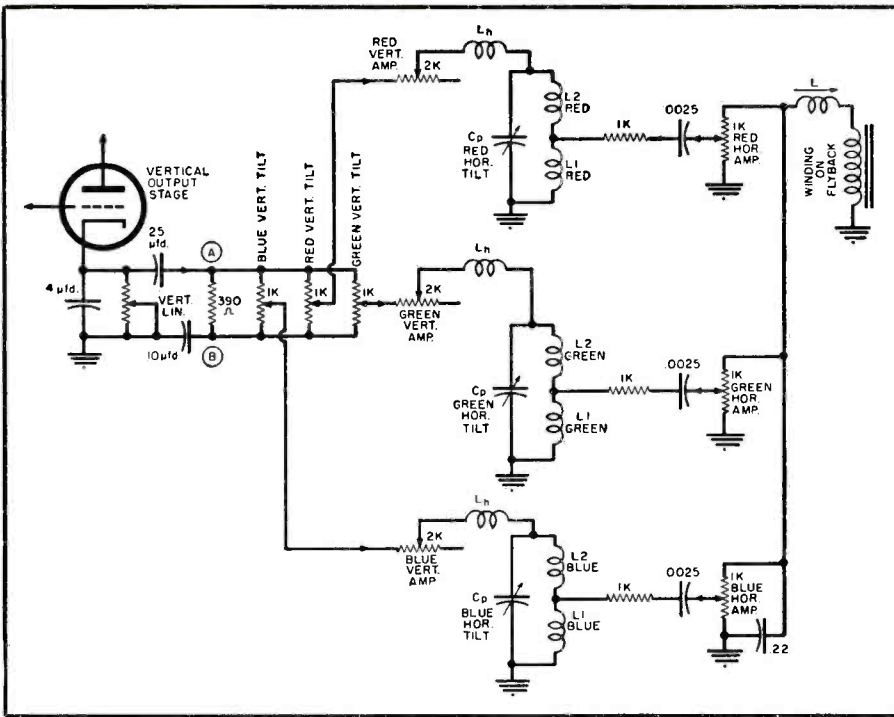 RED
VERT.
AMP.
2K
Lh
L2
RED
Cp
RED
HOR.
TILT
L1
RED
1K
.0025
1K
RED
HOR.
AMP.
L
WINDING
ON
FLYBACK
VERTICAL
OUTPUT
STAGE
25
µfd.
A
BLUE VERT. TILT
RED VERT. TILT
GREEN VERT. TILT
4 µfd.
VERT.
LIN.
390
Ω
1K
1K
1K
10µfd
B
Lh
2K
GREEN
VERT.
AMP.
L2
GREEN
Cp
GREEN
HOR.
TILT
L1
GREEN
1K
.0025
1K
GREEN
HOR.
AMP.
Lh
2K
BLUE
VERT.
AMP
L2
BLUE
Cp
BLUE
HOR.
TILT
L1
BLUE
1K
.0025
1K
BLUE
HOR.
AMP.
.22